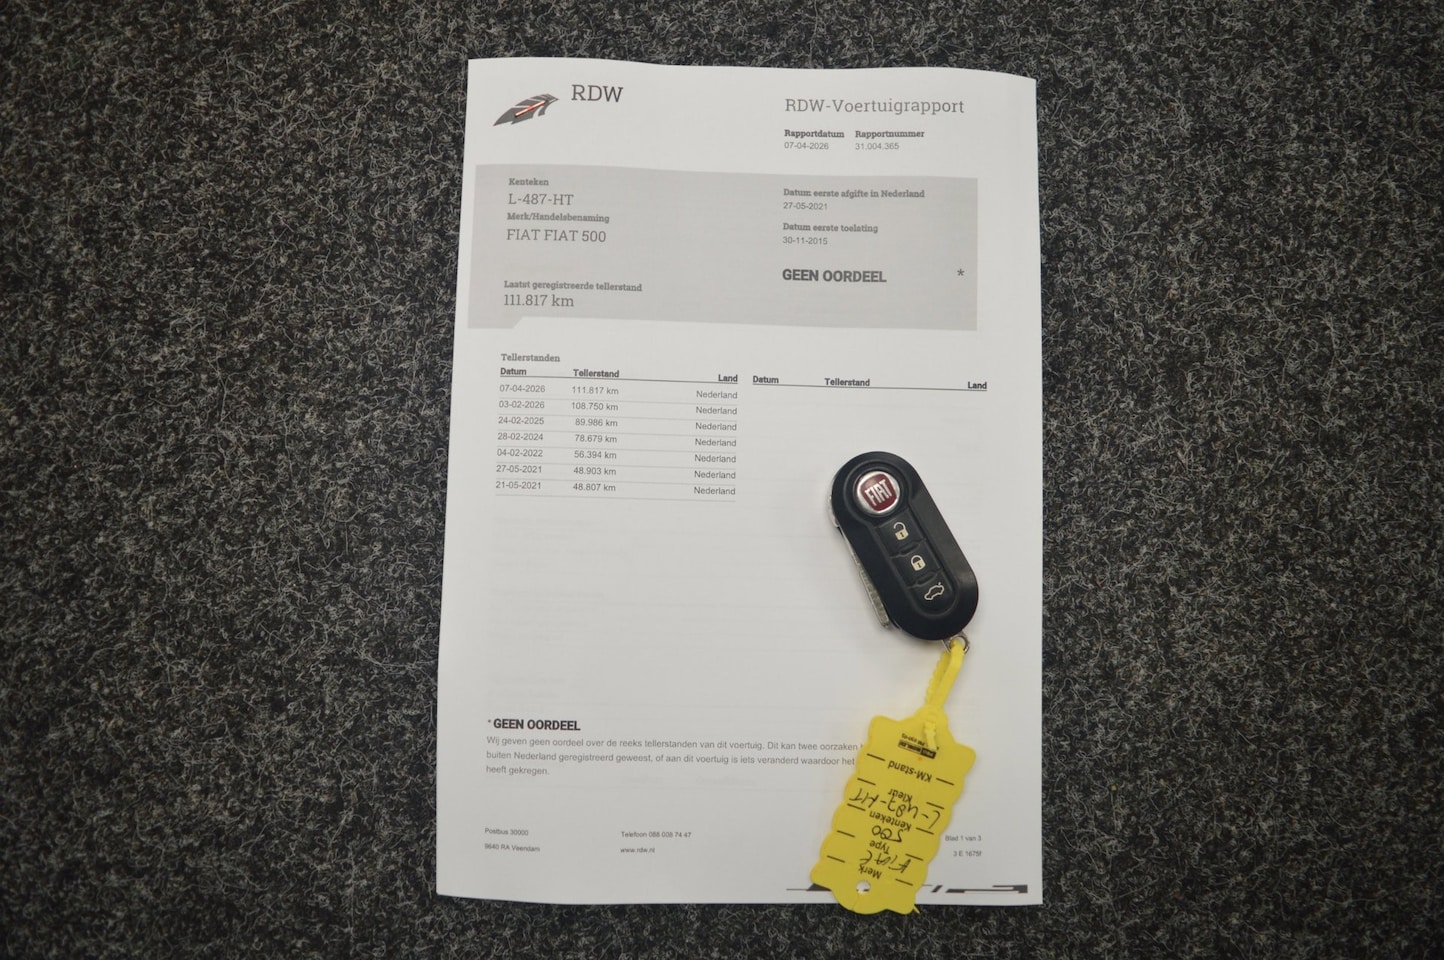 RDW
RDW-Voertuigrapport
Rapportdatum Rapportnummer
07-04-2026 31.004.365
Kenteken
L-487-HT
Merk/Handelsbenaming
FIAT FIAT 500
Laatst geregistreerde tellerstand
111.817 km
Datum eerste afgifte in Nederland
27-05-2021
Datum eerste toelating
30-11-2015
GEEN OORDEEL *
Tellerstanden
Datum Tellerstand Land Datum Tellerstand Land
07-04-2026 111.817 km Nederland
03-02-2026 108.750 km Nederland
24-02-2025 89.986 km Nederland
28-02-2024 78.679 km Nederland
04-02-2022 56.394 km Nederland
27-05-2021 48.903 km Nederland
21-05-2021 48.807 km Nederland
FIAT
* GEEN OORDEEL
Wij geven geen oordeel over de reeks tellerstanden van dit voertuig. Dit kan twee oorzaken
buiten Nederland geregistreerd geweest, of aan dit voertuig is iets veranderd waardoor het
heeft gekregen.
Postbus 30000 Telefoon 088 008 74 47 Blad 1 van 3
9640 RA Veendam www.rdw.nl 3 E 1678f
Merk
FIAT
Type
500
Kenteken
L-487-HT
Kleur
KM-stand